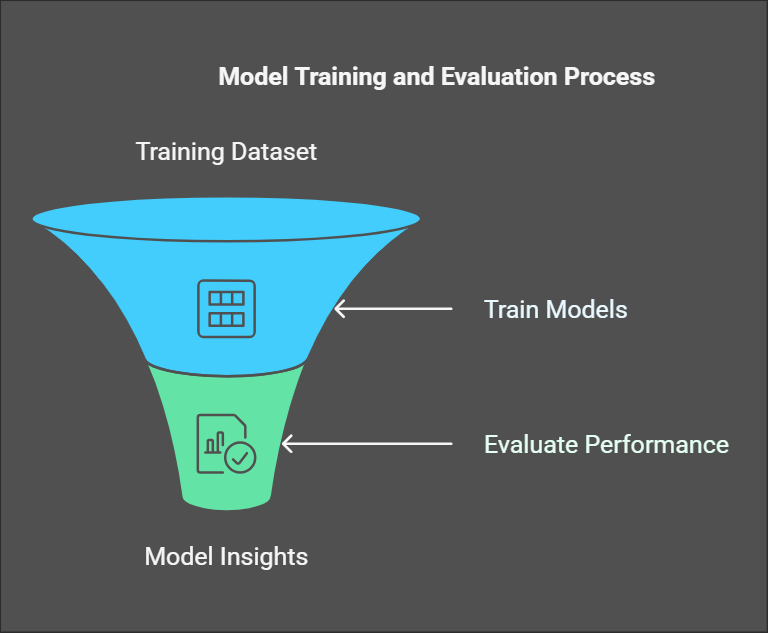 Model Training and Evaluation Process
Training Dataset
Train Models
Evaluate Performance
Model Insights